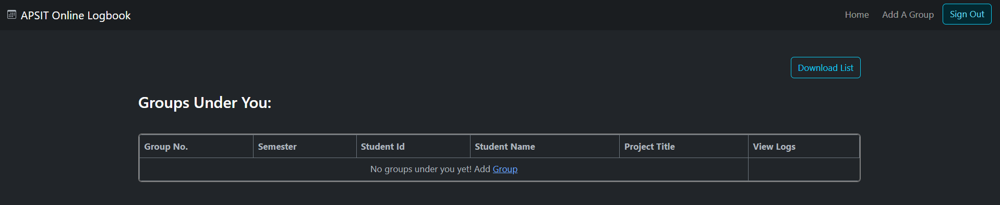 APSIT Online Logbook Home Add A Group Sign Out
Download List
Groups Under You:
Group No. Semester Student Id Student Name Project Title View Logs
No groups under you yet! Add Group